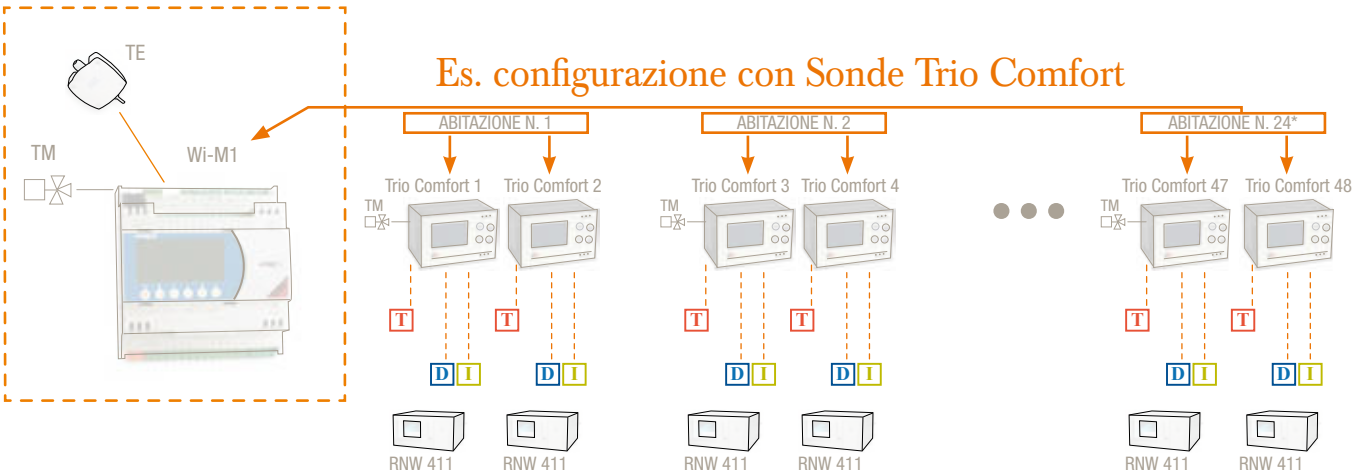 Es. configurazione con Sonde Trio Comfort
TE
TM
Wi-M1
ABITAZIONE N. 1
ABITAZIONE N. 2
ABITAZIONE N. 24*
Trio Comfort 1
Trio Comfort 2
Trio Comfort 3
Trio Comfort 4
Trio Comfort 47
Trio Comfort 48
TM
TM
TM
T
T
T
T
T
T
D I
D I
D I
D I
D I
D I
RNW 411
RNW 411
RNW 411
RNW 411
RNW 411
RNW 411